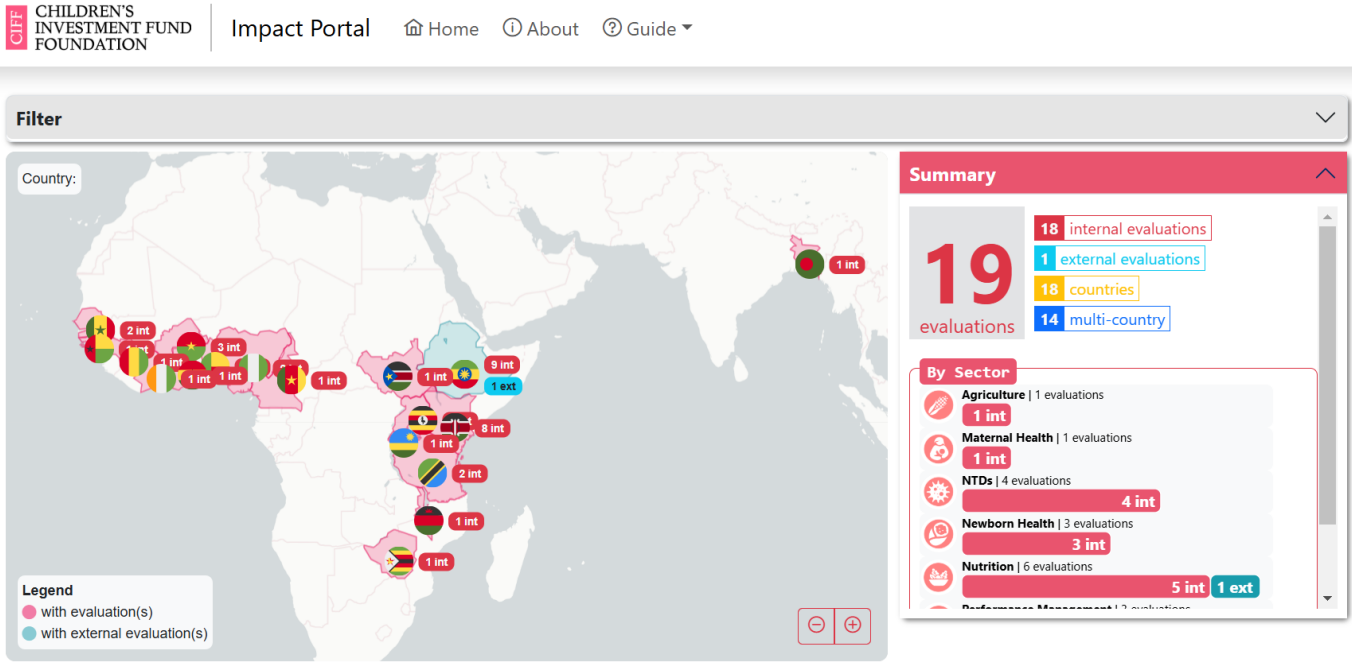 CIFF
CHILDREN'S
INVESTMENT FUND
FOUNDATION
Impact Portal
Home
About
Guide
Filter
Country:
1 int
2 int
3 int
1 int
1 int
1 int
1 int
1 int
9 int
1 ext
8 int
1 int
2 int
1 int
1 int
Legend
with evaluation(s)
with external evaluation(s)
Summary
19
evaluations
18 internal evaluations
1 external evaluations
18 countries
14 multi-country
By Sector
Agriculture | 1 evaluations
1 int
Maternal Health | 1 evaluations
1 int
NTDs | 4 evaluations
4 int
Newborn Health | 3 evaluations
3 int
Nutrition | 6 evaluations
5 int 1 ext
Performance Management | 2 evaluations